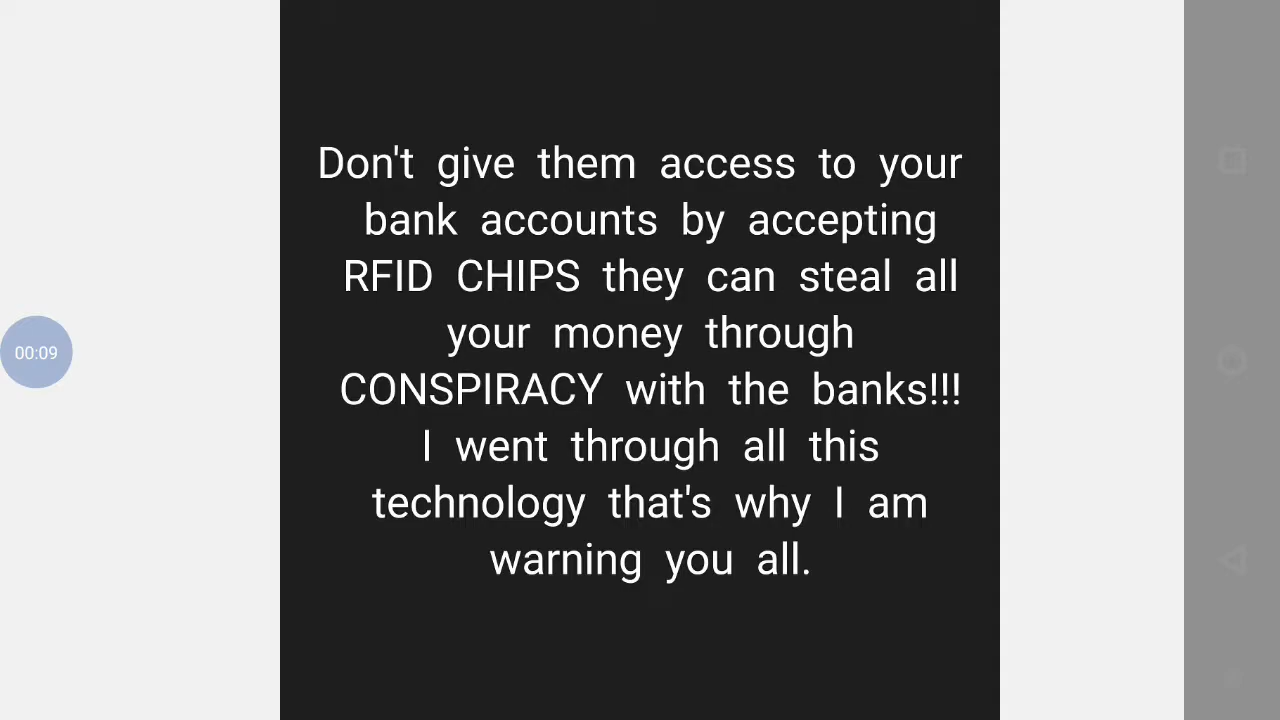 Don't give them access to your
bank accounts by accepting
RFID CHIPS they can steal all
your money through
CONSPIRACY with the banks!!!
I went through all this
technology that's why I am
warning you all.
00:09